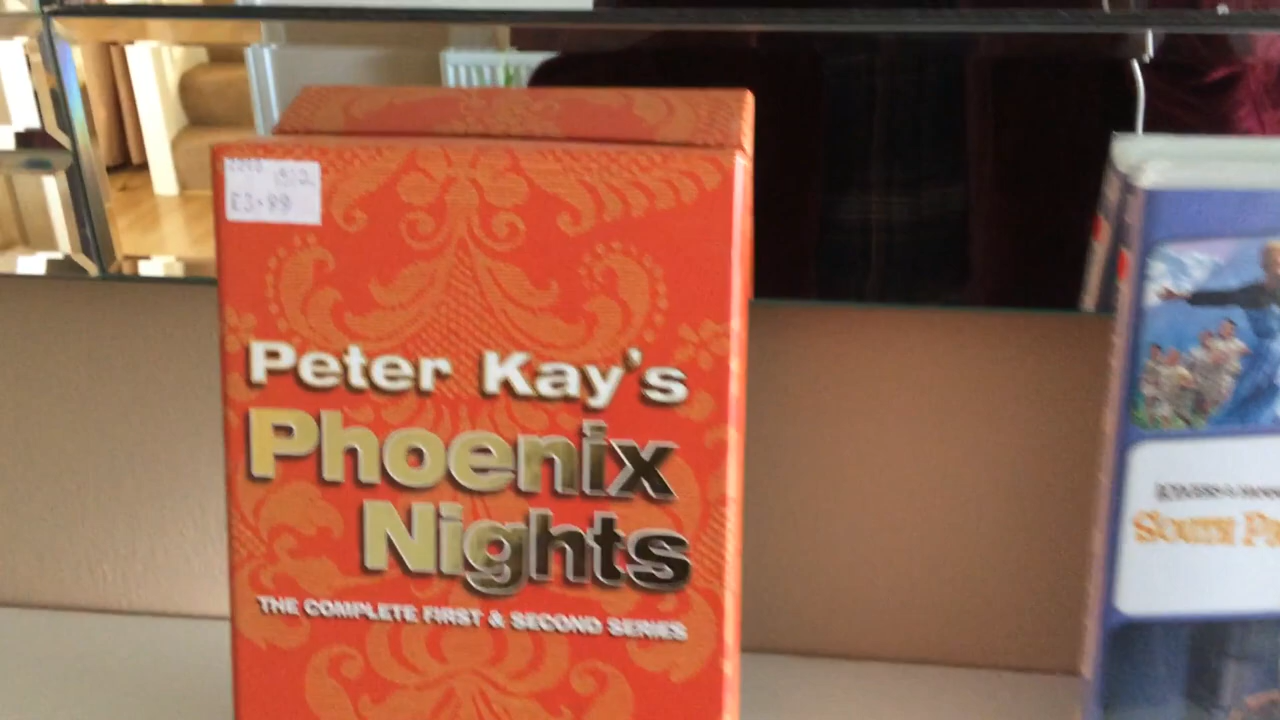 £3.99
Peter Kay's
Phoenix
Nights
THE COMPLETE FIRST & SECOND SERIES